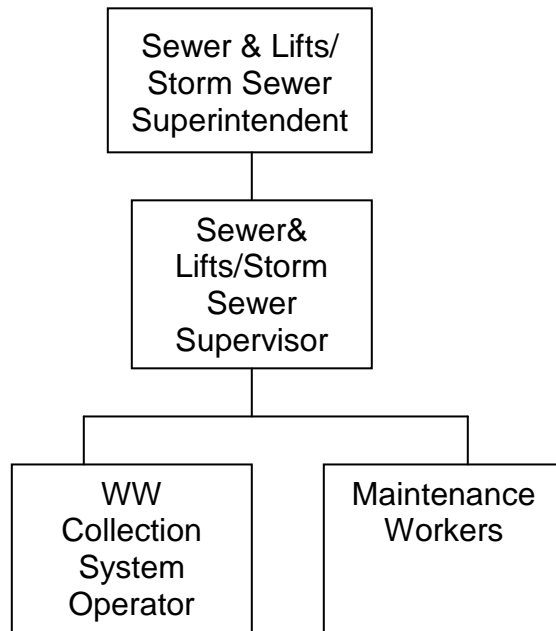 Sewer & Lifts/
Storm Sewer
Superintendent
Sewer&
Lifts/Storm
Sewer
Supervisor
WW
Collection
System
Operator
Maintenance
Workers